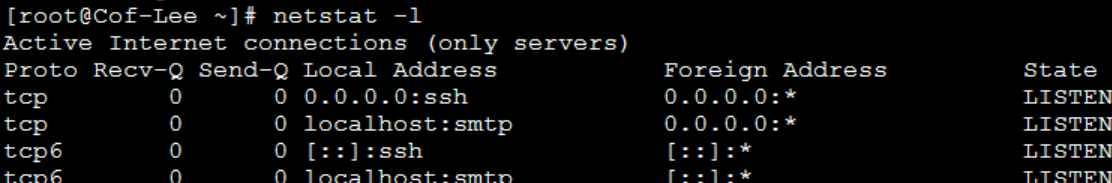 [root@Cof-Lee ~]# netstat -l
Active Internet connections (only servers)
Proto Recv-Q Send-Q Local Address Foreign Address State
tcp 0 0 0.0.0.0:ssh 0.0.0.0:* LISTEN
tcp 0 0 localhost:smtp 0.0.0.0:* LISTEN
tcp6 0 0 [::]:ssh [::]:* LISTEN
tcp6 0 0 localhost:smtp [::]:* LISTEN